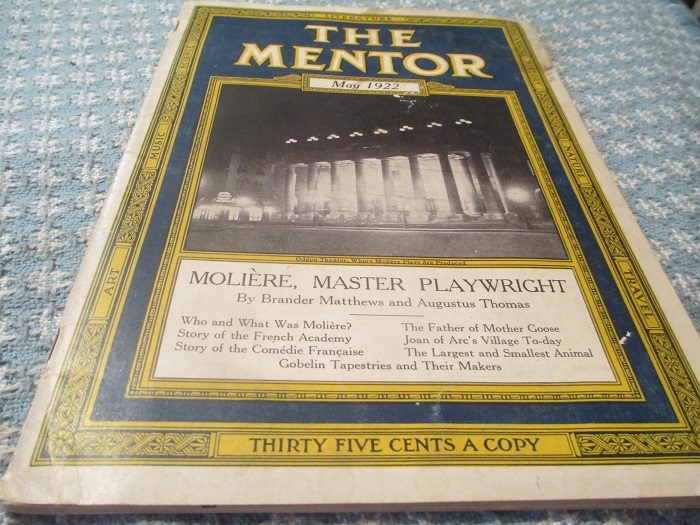 LITERATURE
THE
MENTOR
May 1922
MUSIC
NATURE
ART
TRAVEL
Odéon Theater, Where Molière Plays Are Produced
MOLIÈRE, MASTER PLAYWRIGHT
By Brander Matthews and Augustus Thomas
Who and What Was Molière?
Story of the French Academy
Story of the Comédie Française
The Father of Mother Goose
Joan of Arc's Village To-day
The Largest and Smallest Animal
Gobelin Tapestries and Their Makers
THIRTY FIVE CENTS A COPY